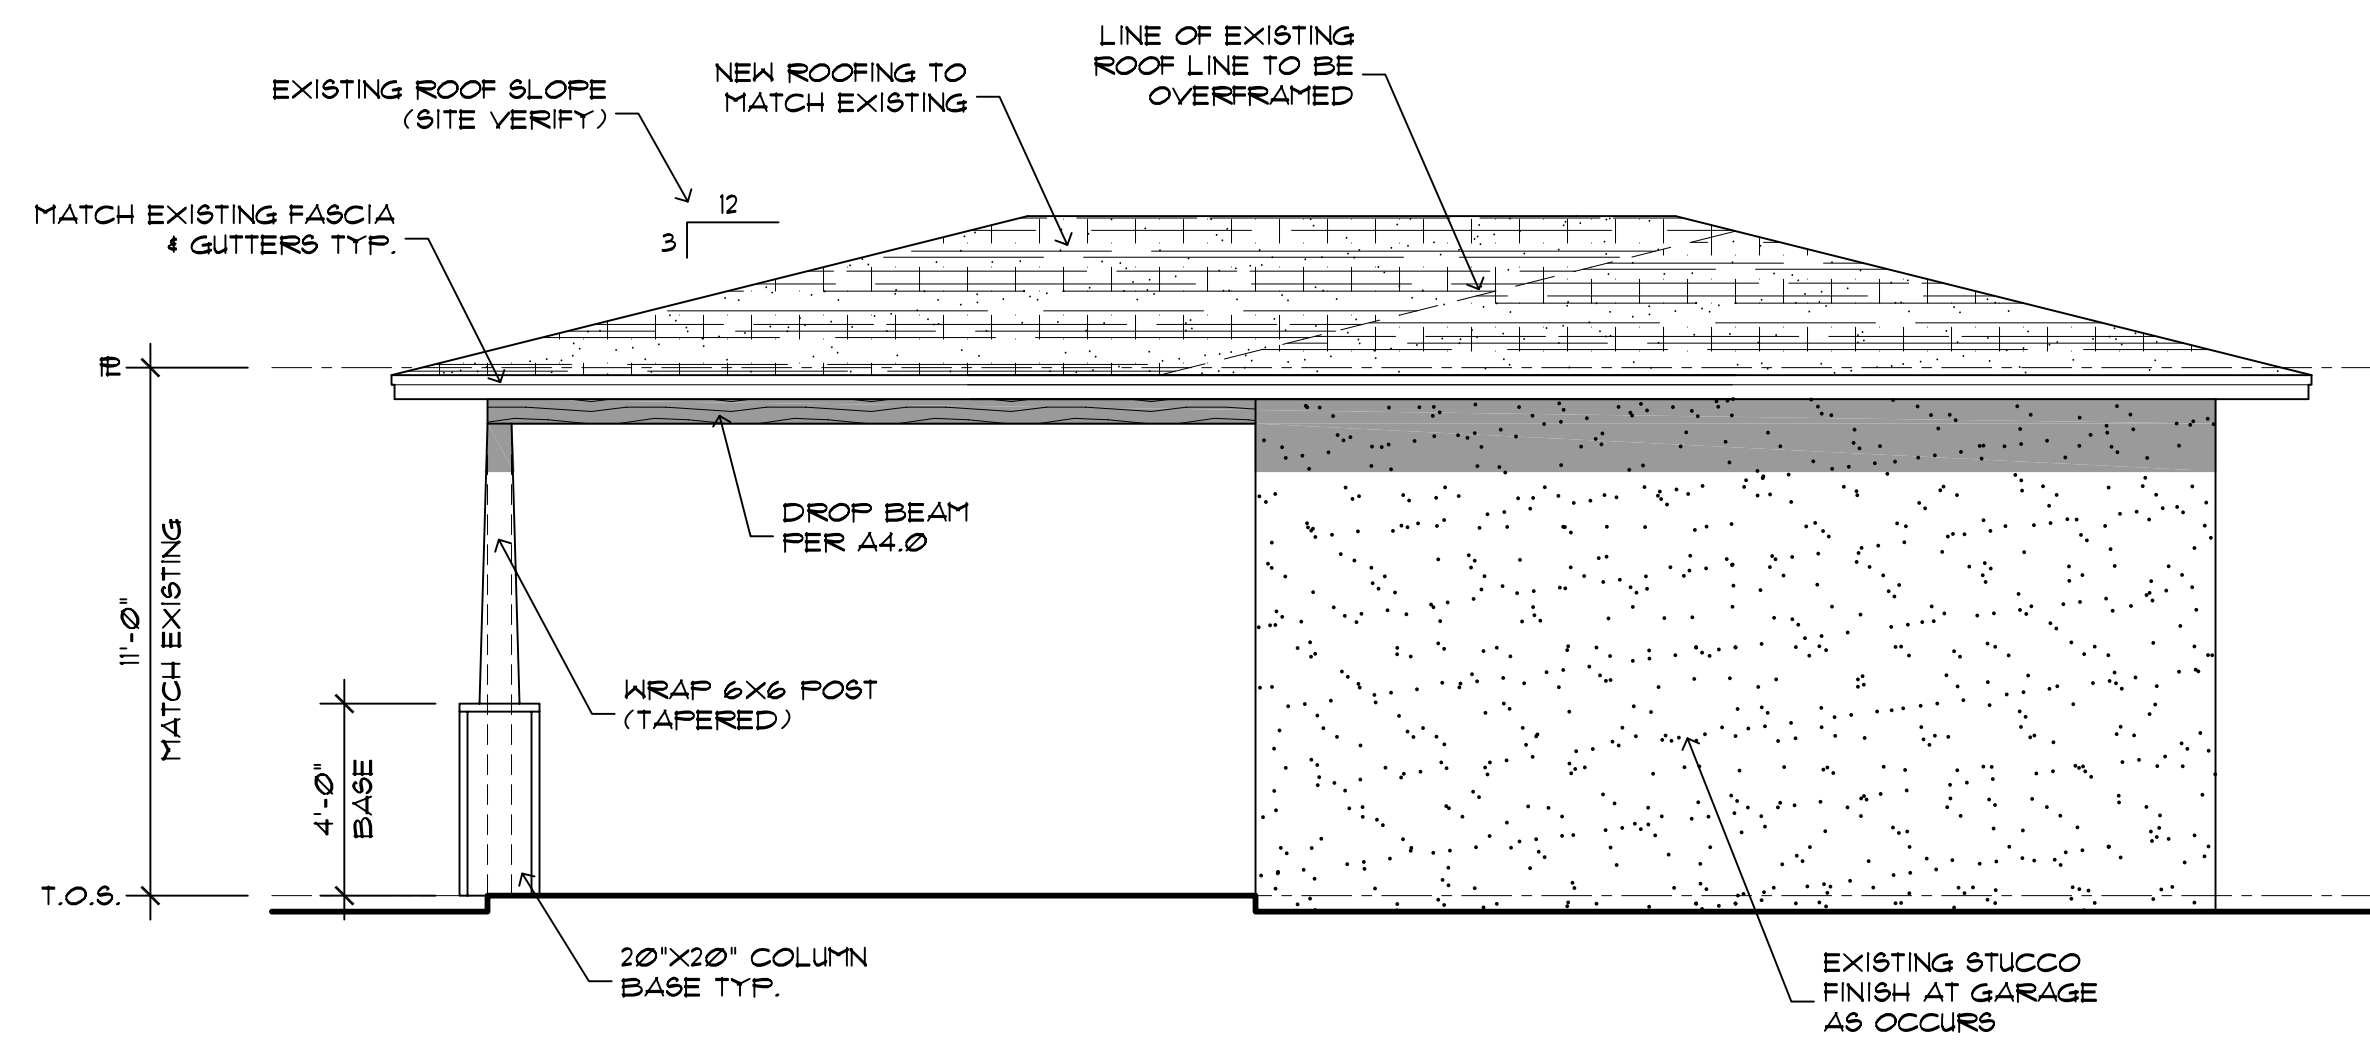 LINE OF EXISTING
ROOF LINE TO BE
OVERFRAMED
NEW ROOFING TO
MATCH EXISTING
EXISTING ROOF SLOPE
(SITE VERIFY)
12
3
MATCH EXISTING FASCIA
& GUTTERS TYP.
DROP BEAM
PER A4.0
11'-0"
MATCH EXISTING
WRAP 6X6 POST
(TAPERED)
4'-0"
BASE
T.O.S.
20"X20" COLUMN
BASE TYP.
EXISTING STUCCO
FINISH AT GARAGE
AS OCCURS